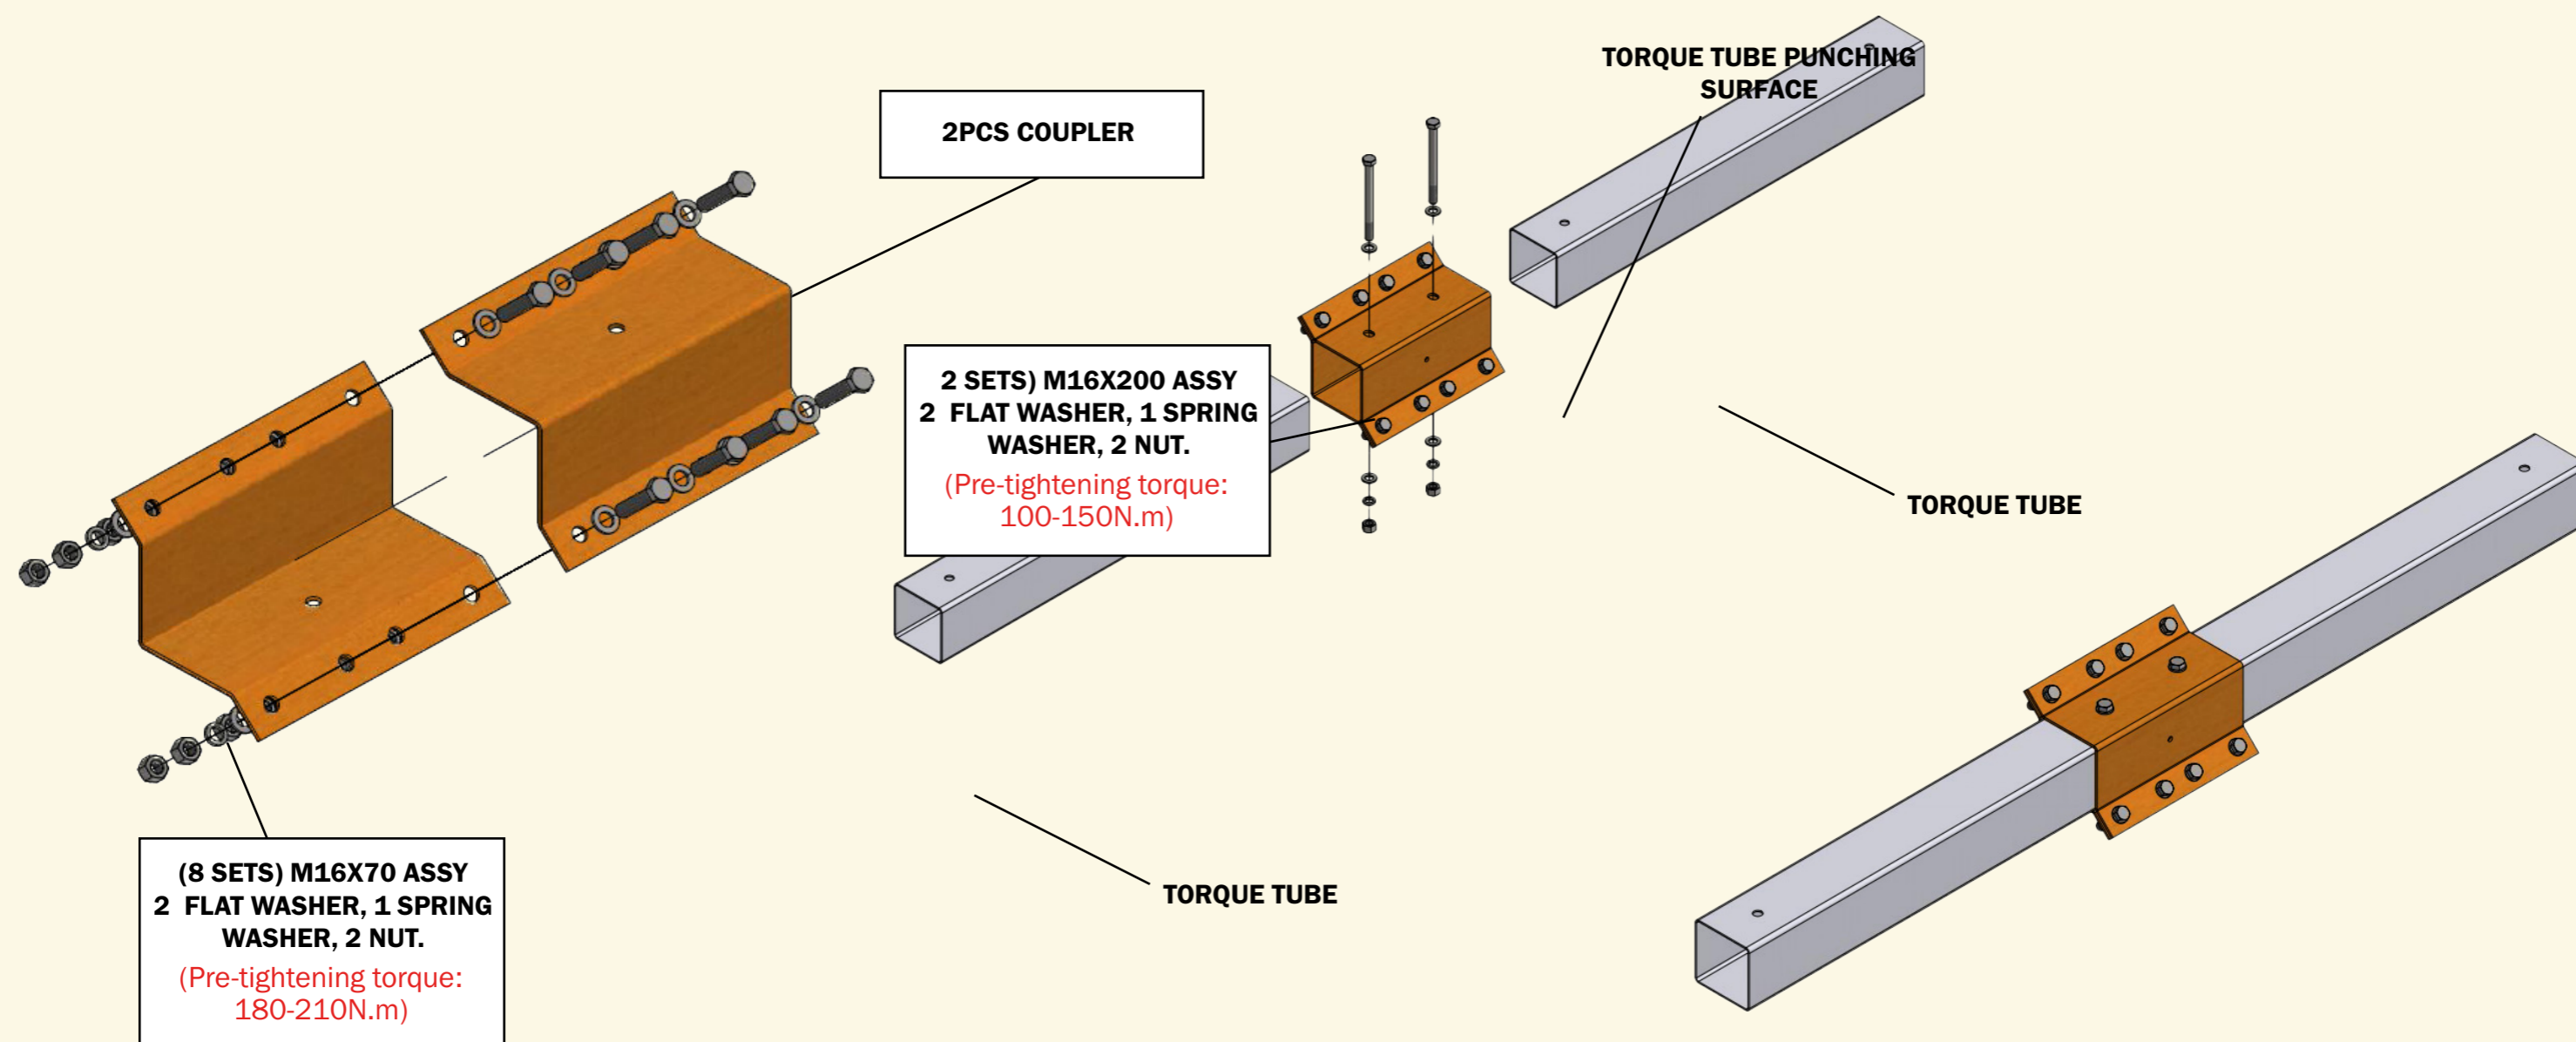 TORQUE TUBE PUNCHING
SURFACE
2PCS COUPLER
2 SETS) M16X200 ASSY
2  FLAT WASHER, 1 SPRING
WASHER, 2 NUT.
(Pre-tightening torque:
100-150N.m)
TORQUE TUBE
TORQUE TUBE
(8 SETS) M16X70 ASSY
2  FLAT WASHER, 1 SPRING
WASHER, 2 NUT.
(Pre-tightening torque:
180-210N.m)